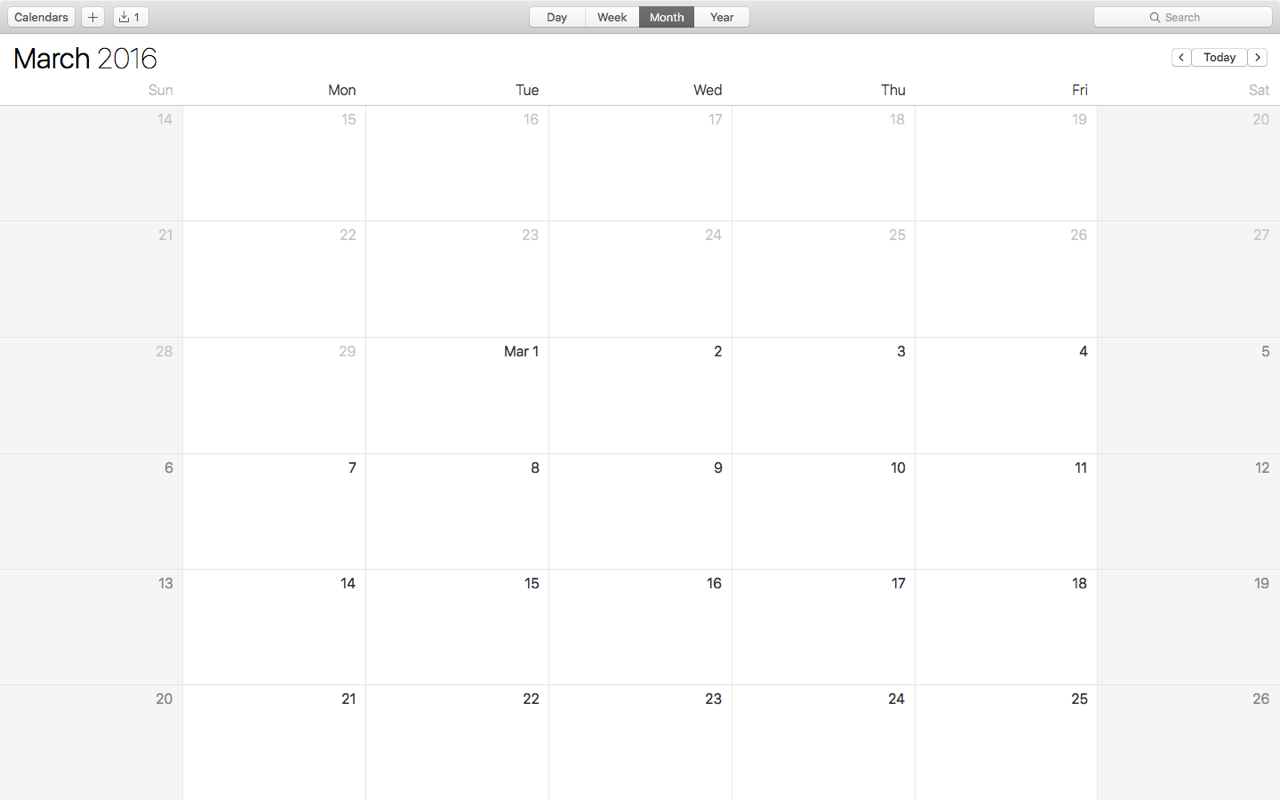 Calendars 1 Day Week Month Year Search
March 2016 Today
Sun Mon Tue Wed Thu Fri Sat
14 15 16 17 18 19 20
21 22 23 24 25 26 27
28 29 Mar 1 2 3 4 5
6 7 8 9 10 11 12
13 14 15 16 17 18 19
20 21 22 23 24 25 26